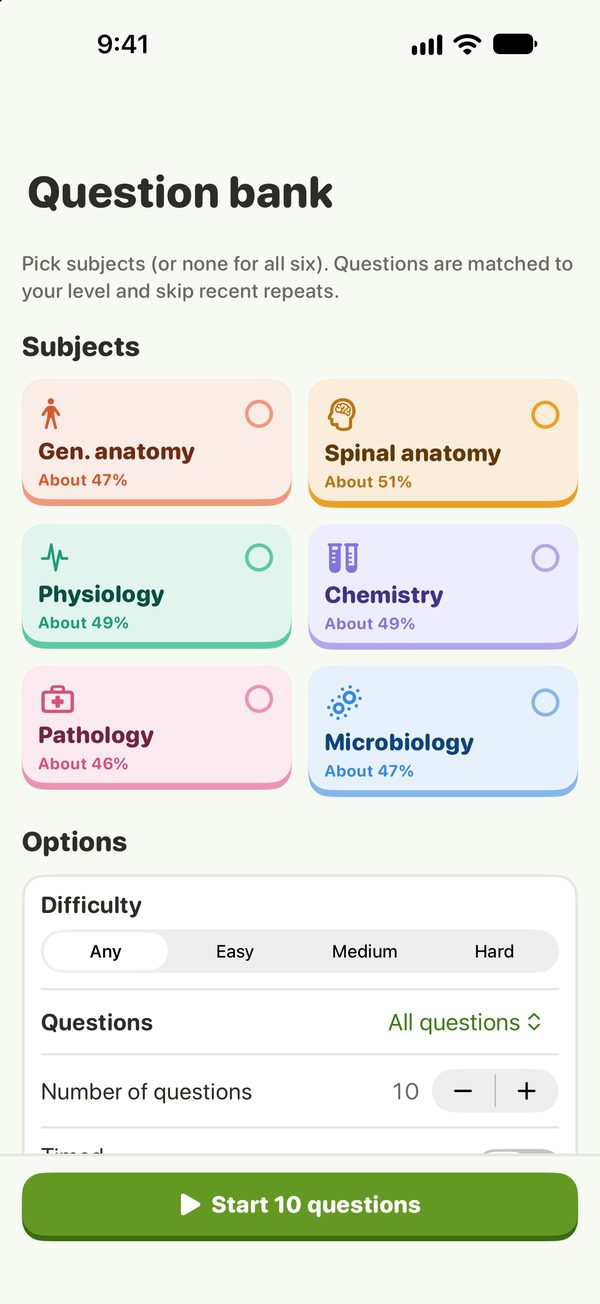 9:41
Question bank
Pick subjects (or none for all six). Questions are matched to
your level and skip recent repeats.
Subjects
Gen. anatomy
About 47%
Spinal anatomy
About 51%
Physiology
About 49%
Chemistry
About 49%
Pathology
About 46%
Microbiology
About 47%
Options
Difficulty
Any Easy Medium Hard
Questions All questions
Number of questions 10
Start 10 questions